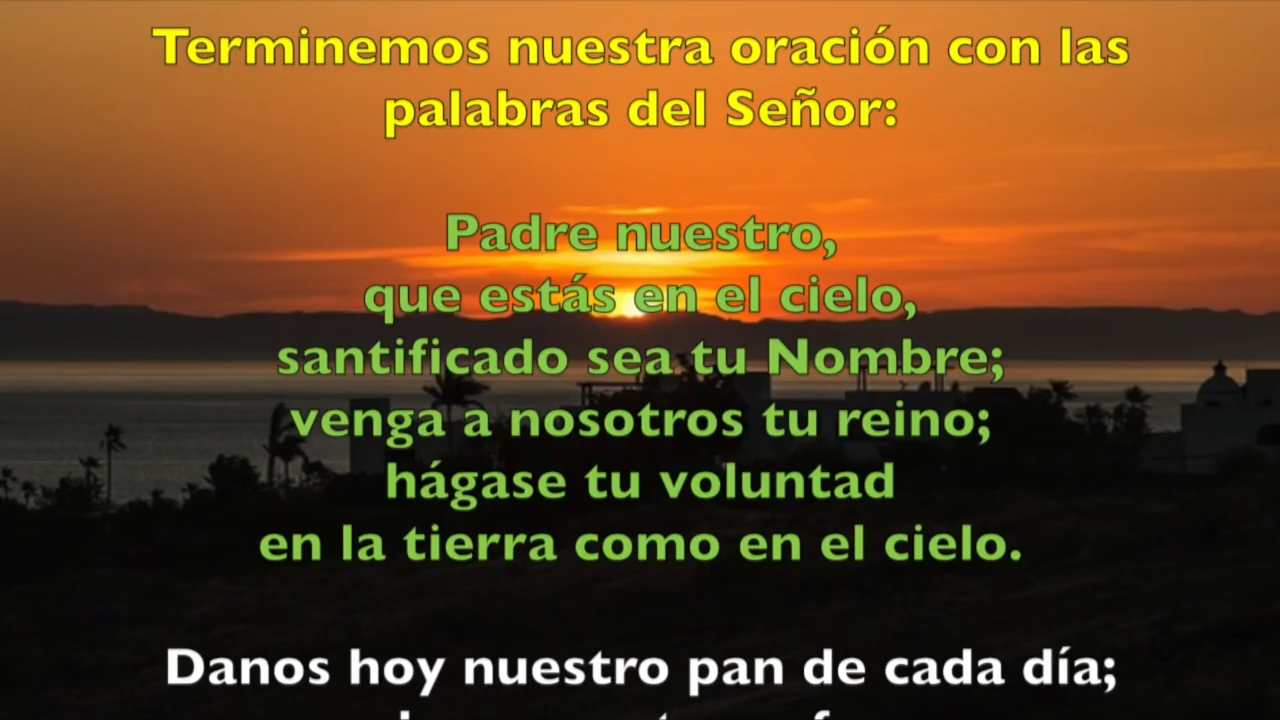 Terminemos nuestra oración con las
palabras del Señor:
Padre nuestro,
que estás en el cielo,
santificado sea tu Nombre;
venga a nosotros tu reino;
hágase tu voluntad
en la tierra como en el cielo.
Danos hoy nuestro pan de cada día;